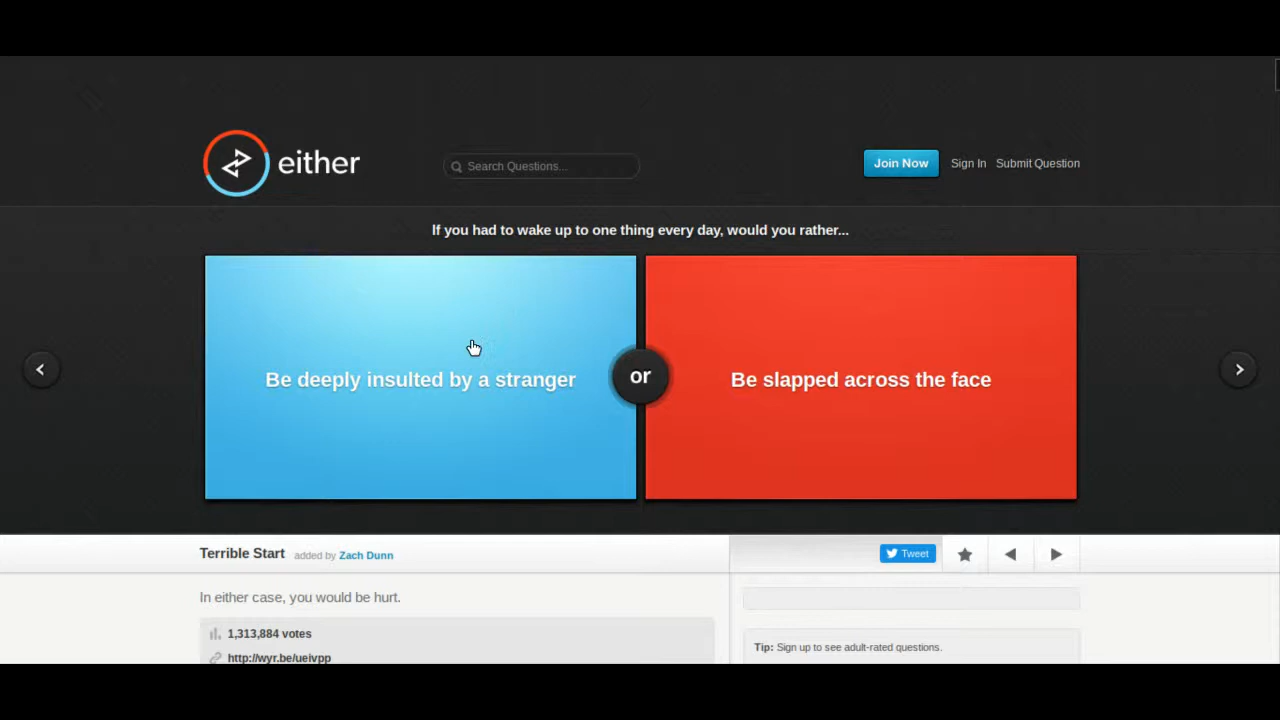 either
Search Questions...
Join Now Sign In Submit Question
If you had to wake up to one thing every day, would you rather...
Be deeply insulted by a stranger
or
Be slapped across the face
Terrible Start added by Zach Dunn
Tweet
In either case, you would be hurt.
1,313,884 votes
http://wyr.be/ueivpp
Tip: Sign up to see adult-rated questions.